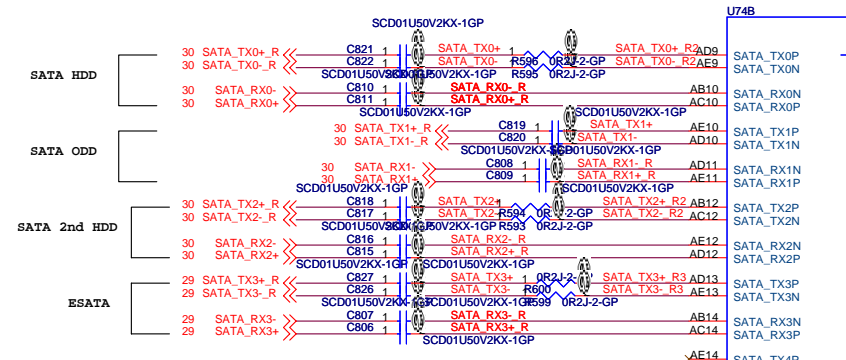 U74B
SCD01U50V2KX-1GP
30 SATA_TX0+_R C821 1 SATA_TX0+ 1 SATA_TX0+_R2 AD9 SATA_TX0P
30 SATA_TX0-_R C822 1 SATA_TX0- R596 0R2J-2-GP SATA_TX0-_R2 AE9 SATA_TX0N
SATA HDD
R595 0R2J-2-GP
30 SATA_RX0- C810 1 SATA_RX0-_R AB10 SATA_RX0N
30 SATA_RX0+ C811 1 SATA_RX0+_R AC10 SATA_RX0P
SCD01U50V2KX-1GP SCD01U50V2KX-1GP
30 SATA_TX1+_R C819 1 SATA_TX1+ AE10 SATA_TX1P
30 SATA_TX1-_R C820 1 SATA_TX1- AD10 SATA_TX1N
SATA ODD
30 SATA_RX1- C808 1 SATA_RX1-_R AD11 SATA_RX1N
30 SATA_RX1+ C809 1 SATA_RX1+_R AE11 SATA_RX1P
SCD01U50V2KX-1GP SCD01U50V2KX-1GP
30 SATA_TX2+_R C818 1 SATA_TX2+ SATA_TX2+_R2 AB12 SATA_TX2P
30 SATA_TX2-_R C817 1 SATA_TX2- R594 SATA_TX2-_R2 AC12 SATA_TX2N
SATA 2nd HDD
R593 0R2J-2-GP
30 SATA_RX2- C816 1 SATA_RX2-_R AE12 SATA_RX2N
30 SATA_RX2+ C815 1 SATA_RX2+_R AD12 SATA_RX2P
SCD01U50V2KX-1GP SCD01U50V2KX-1GP
29 SATA_TX3+_R C827 1 SATA_TX3+ 1 SATA_TX3+_R3 AD13 SATA_TX3P
29 SATA_TX3-_R C826 1 SATA_TX3- R600 SATA_TX3-_R3 AE13 SATA_TX3N
ESATA
R599 0R2J-2-GP
29 SATA_RX3- C807 1 SATA_RX3-_R AB14 SATA_RX3N
29 SATA_RX3+ C806 1 SATA_RX3+_R AC14 SATA_RX3P
SCD01U50V2KX-1GP
AE14 SATA_TX4P